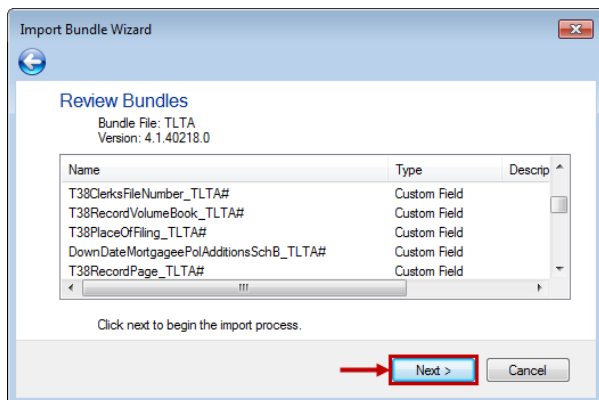 Import Bundle Wizard
Review Bundles
Bundle File: TLTA
Version: 4.1.40218.0
Name Type Descrip
T38ClerksFileNumber_TLTA# Custom Field
T38RecordVolumeBook_TLTA# Custom Field
T38PlaceOfFiling_TLTA# Custom Field
DownDateMortgageePolAdditionsSchB_TLTA# Custom Field
T38RecordPage_TLTA# Custom Field
Click next to begin the import process.
Next > Cancel